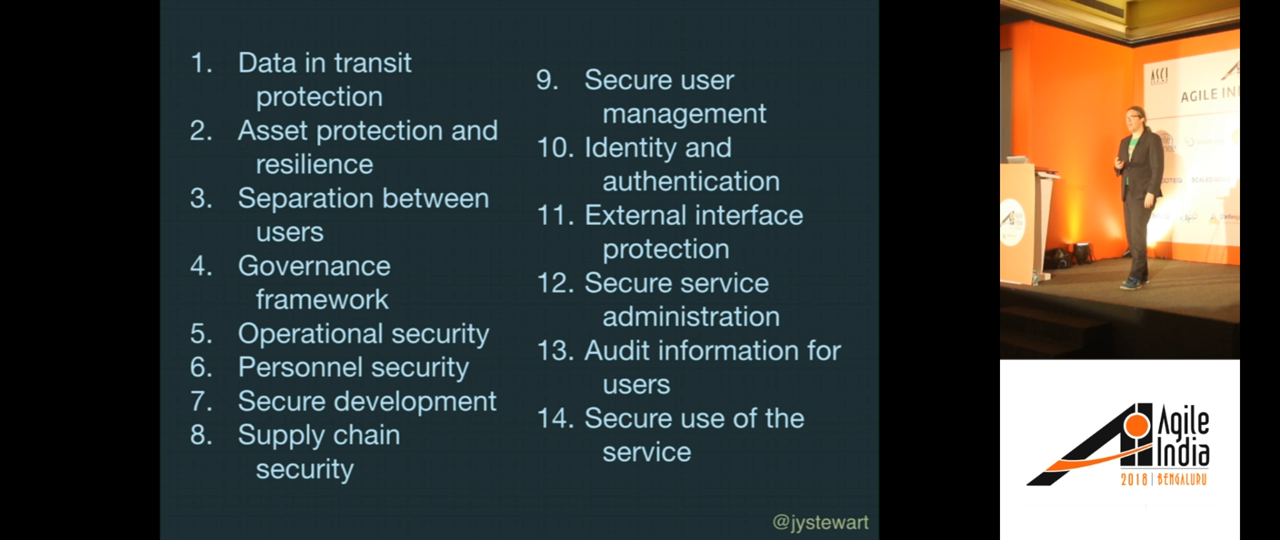 1. Data in transit
protection
2. Asset protection and
resilience
3. Separation between
users
4. Governance
framework
5. Operational security
6. Personnel security
7. Secure development
8. Supply chain
security
9. Secure user
management
10. Identity and
authentication
11. External interface
protection
12. Secure service
administration
13. Audit information for
users
14. Secure use of the
service
@jystewart
ASCI
AGILE IN
Agile
India
2018 | BENGALURU